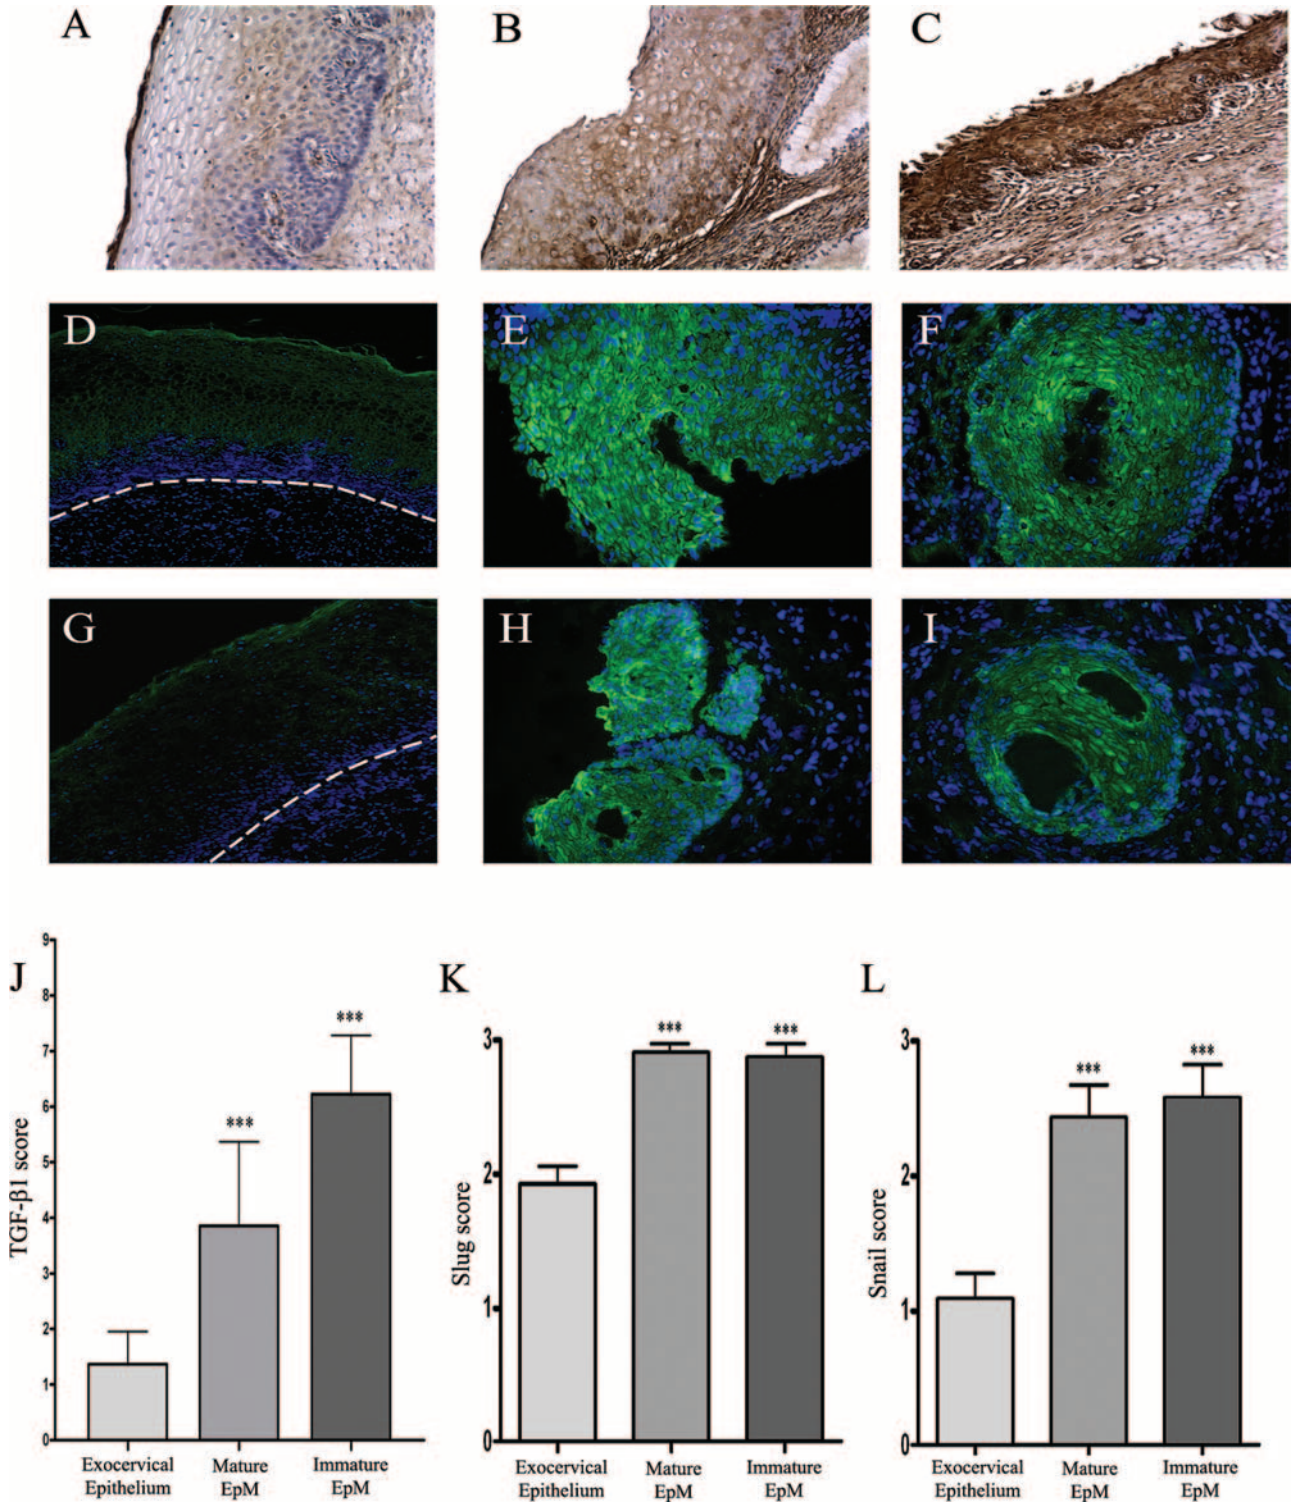 A
B
C
D
E
F
G
H
I
J
TGF-β1 score
9
8
7
6
5
4
3
2
1
0
***
***
Exocervical
Epithelium
Mature
EpM
Immature
EpM
K
Slug score
3
2
1
0
***
***
Exocervical
Epithelium
Mature
EpM
Immature
EpM
L
Snail score
3
2
1
0
***
***
Exocervical
Epithelium
Mature
EpM
Immature
EpM